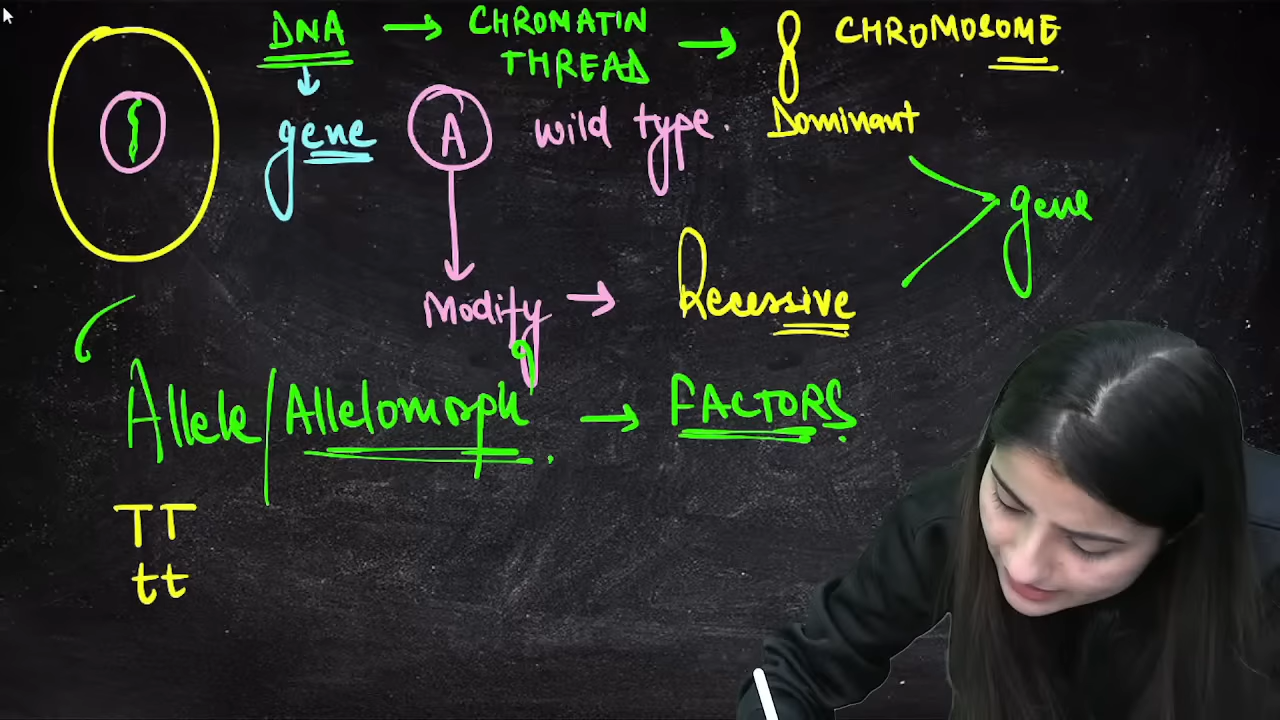 DNA → CHROMATIN THREAD → CHROMOSOME
gene A wild type. Dominant
gene
Modify → Recessive
Allele/Allelomorph. → FACTORS.
TT
tt